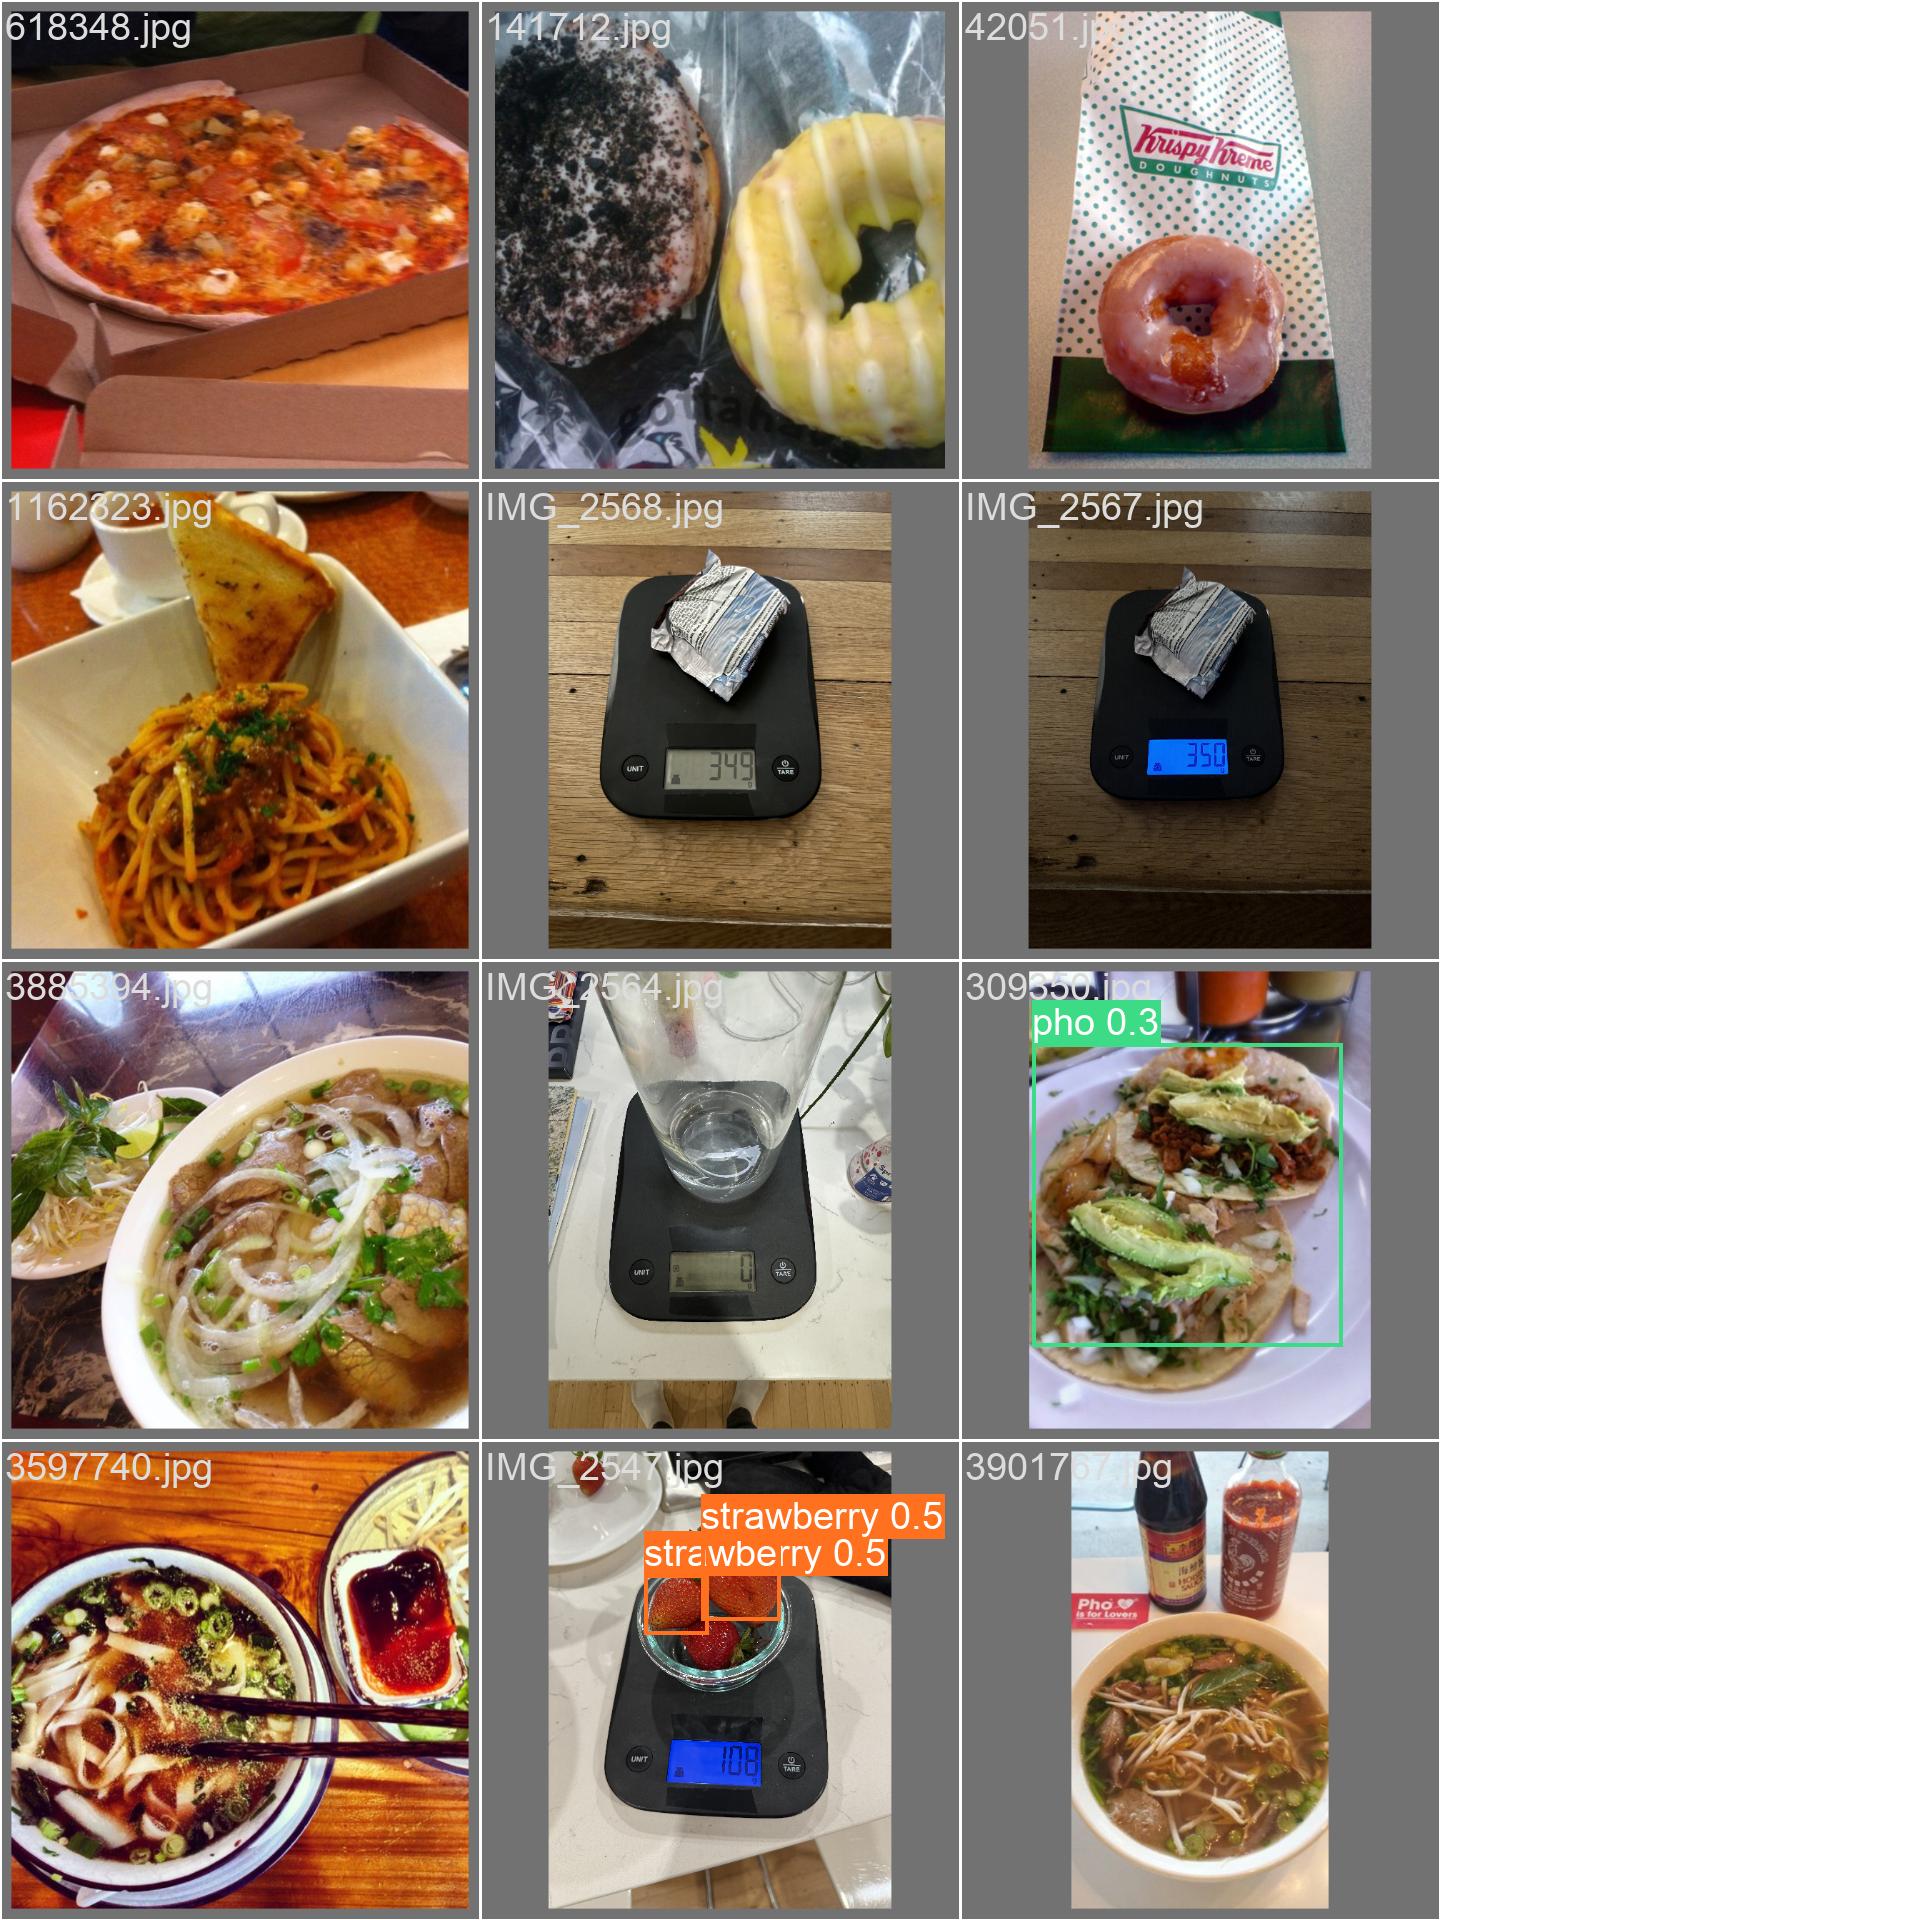 618348.jpg
141712.jpg
42051.jp
Krispy Kreme
DOUGHNUTS
1162323.jpg
IMG_2568.jpg
349
UNIT
TARE
g
IMG_2567.jpg
350
UNIT
TARE
g
3885394.jpg
IMG_2564.jpg
0
UNIT
TARE
309350.jpg
pho 0.3
3597740.jpg
IMG_2547.jpg
strawberry 0.5
strawberry 0.5
108
UNIT
TARE
3901767.jpg
Pho
is for Lovers